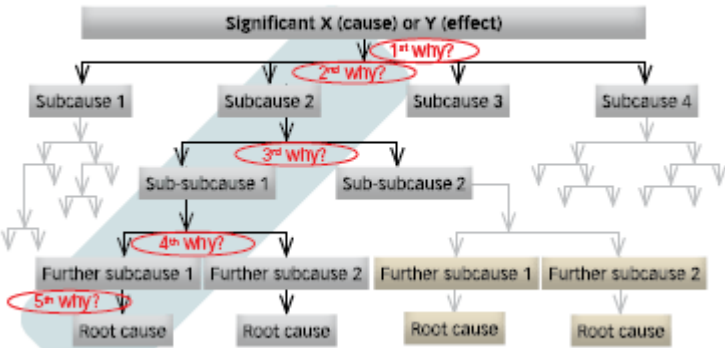 Significant X (cause) or Y (effect)
1st why?
2nd why?
Subcause 1
Subcause 2
Subcause 3
Subcause 4
3rd why?
Sub-subcause 1
Sub-subcause 2
4th why?
Further subcause 1
Further subcause 2
Further subcause 1
Further subcause 2
5th why?
Root cause
Root cause
Root cause
Root cause